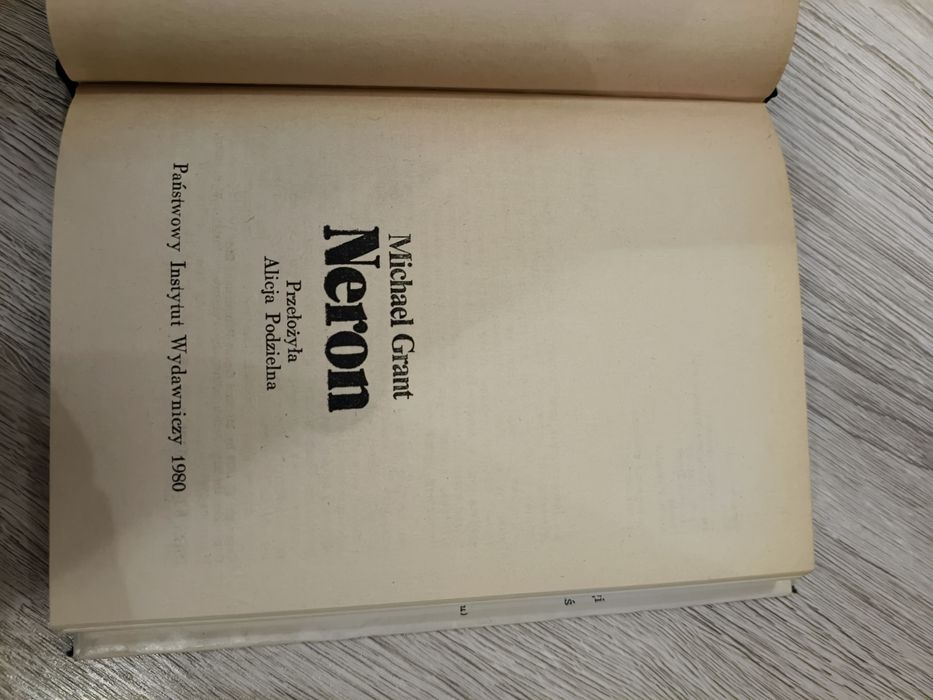 Michael Grant
Neron
Przełożyła
Alicja Podzielna
Państwowy Instytut Wydawniczy 1980